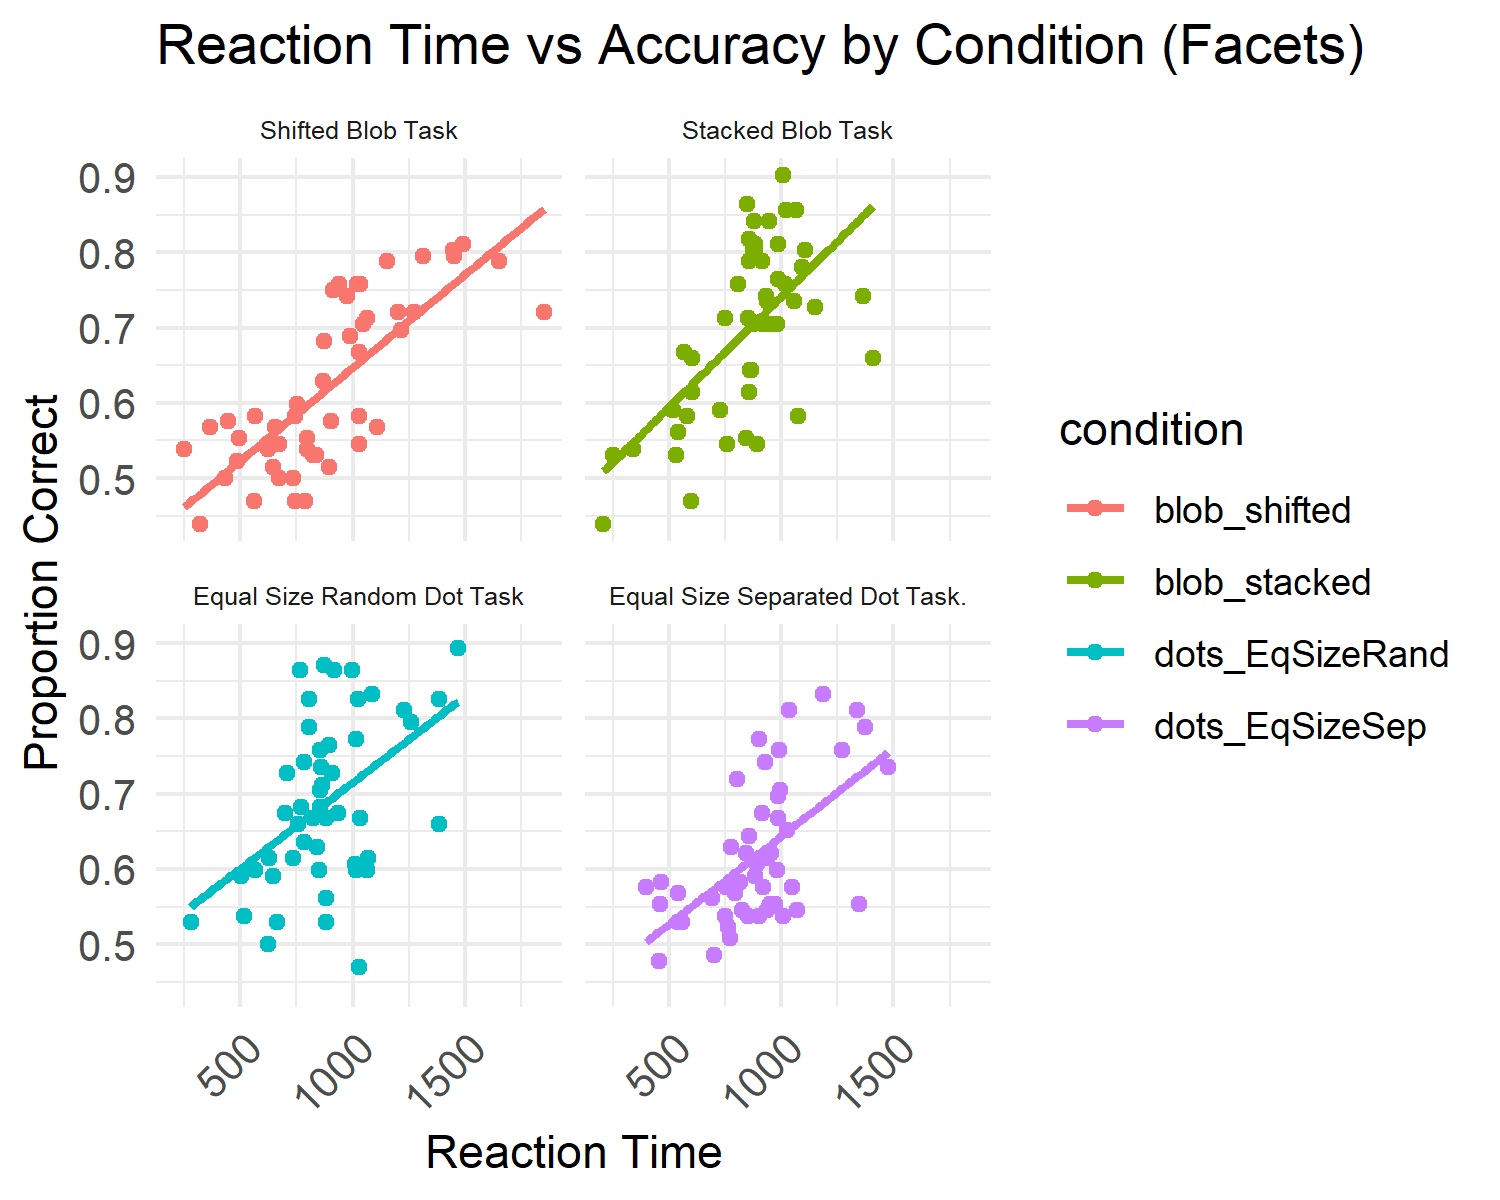 Reaction Time vs Accuracy by Condition (Facets)
Shifted Blob Task
Stacked Blob Task
0.9
0.8
0.7
0.6
0.5
Equal Size Random Dot Task
Equal Size Separated Dot Task.
0.9
0.8
0.7
0.6
0.5
Proportion Correct
500
1000
1500
500
1000
1500
Reaction Time
condition
blob_shifted
blob_stacked
dots_EqSizeRand
dots_EqSizeSep